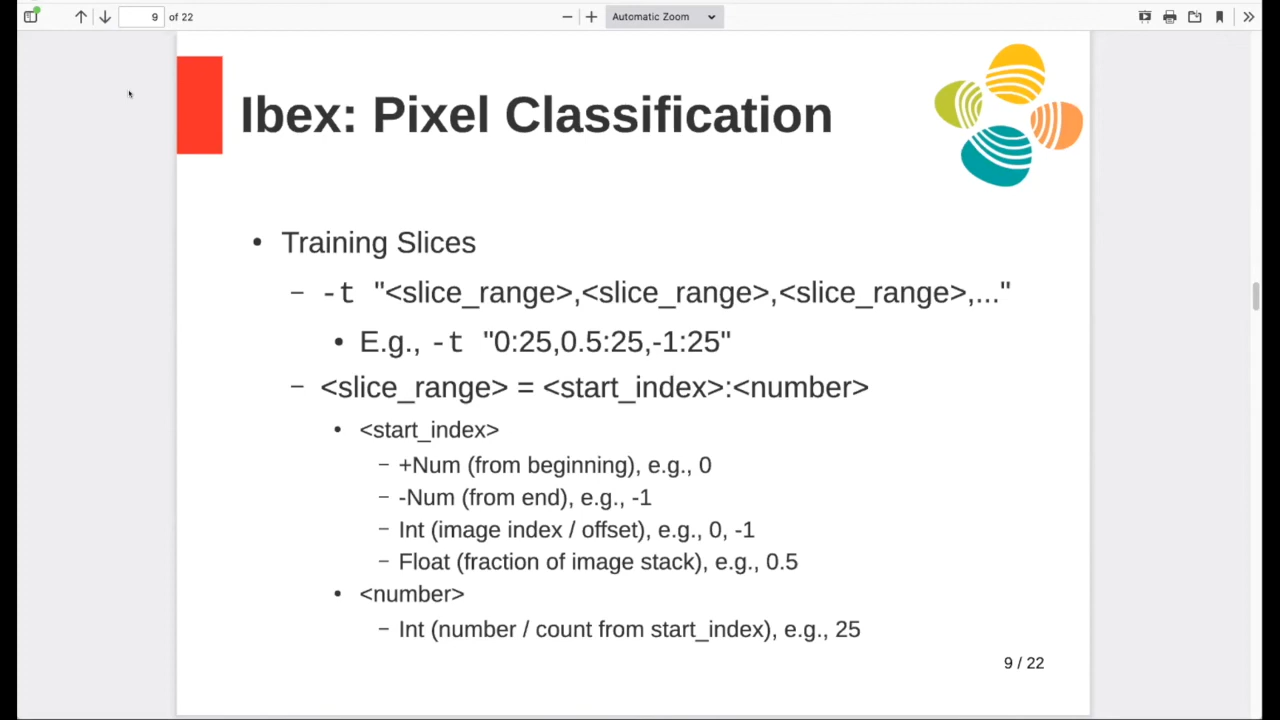 9 of 22 Automatic Zoom
Ibex: Pixel Classification
• Training Slices
– -t "<slice_range>,<slice_range>,<slice_range>,..."
• E.g., -t "0:25,0.5:25,-1:25"
– <slice_range> = <start_index>:<number>
• <start_index>
– +Num (from beginning), e.g., 0
– -Num (from end), e.g., -1
– Int (image index / offset), e.g., 0, -1
– Float (fraction of image stack), e.g., 0.5
• <number>
– Int (number / count from start_index), e.g., 25
9 / 22